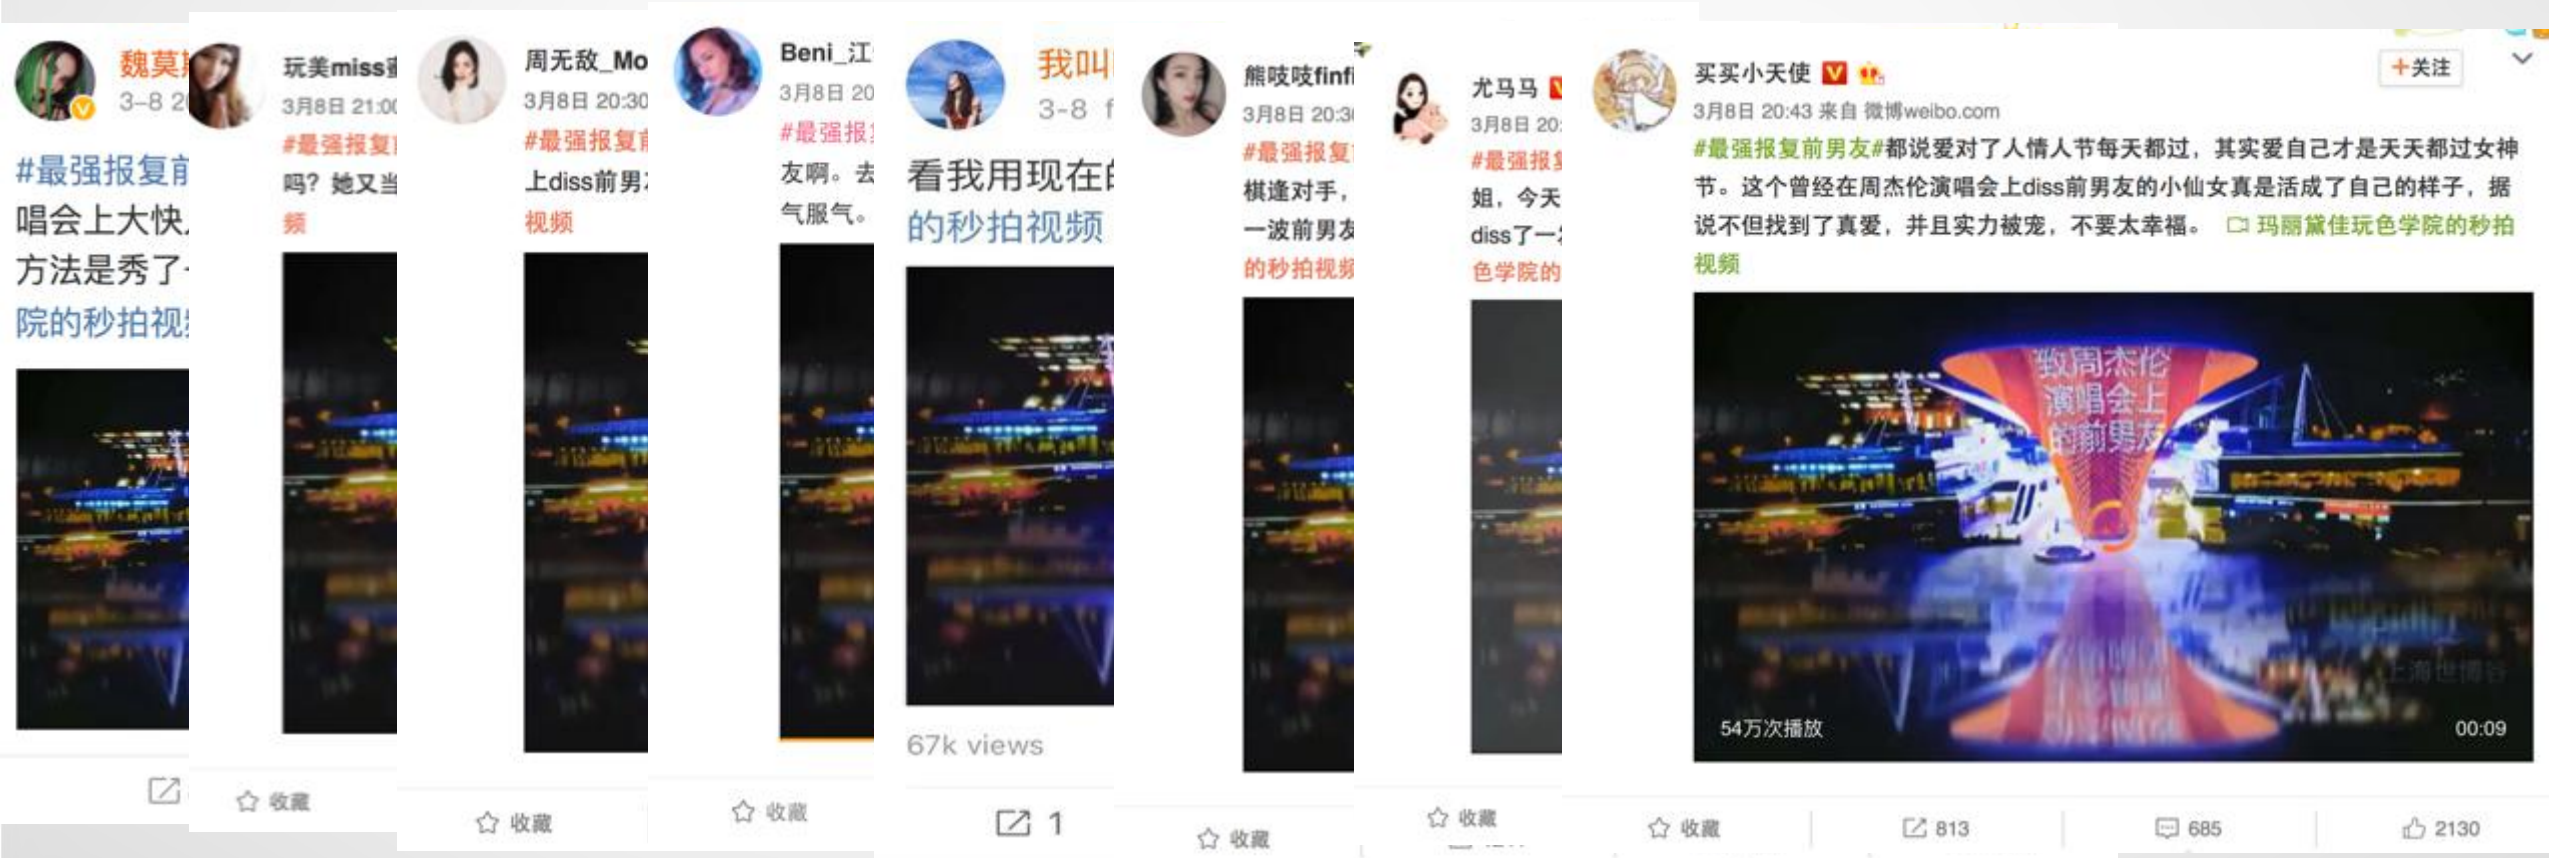 魏莫斯
3-8 20
#最强报复前
唱会上大快
方法是秀了
院的秒拍视频
玩美miss
3月8日 21:00
#最强报复前
吗？她又当
频
收藏
周无敌_Mo
3月8日 20:30
#最强报复前
上diss前男
视频
收藏
Beni_江
3月8日 20
#最强报复
友啊。去
气服气。
收藏
我叫
3-8 f
看我用现在的
的秒拍视频
67k views
1
熊吱吱finfi
3月8日 20:30
#最强报复
棋逢对手，
一波前男友
的秒拍视频
收藏
尤马马
3月8日 20:
#最强报复
姐，今天
diss了一
色学院的
收藏
买买小天使
+关注
3月8日 20:43 来自 微博weibo.com
#最强报复前男友#都说爱对了人情人节每天都过，其实爱自己才是天天都过女神
节。这个曾经在周杰伦演唱会上diss前男友的小仙女真是活成了自己的样子，据
说不但找到了真爱，并且实力被宠，不要太幸福。 玛丽黛佳玩色学院的秒拍
视频
致周杰伦
演唱会上
的前男友
上海世博谷
54万次播放
00:09
收藏
813
685
2130